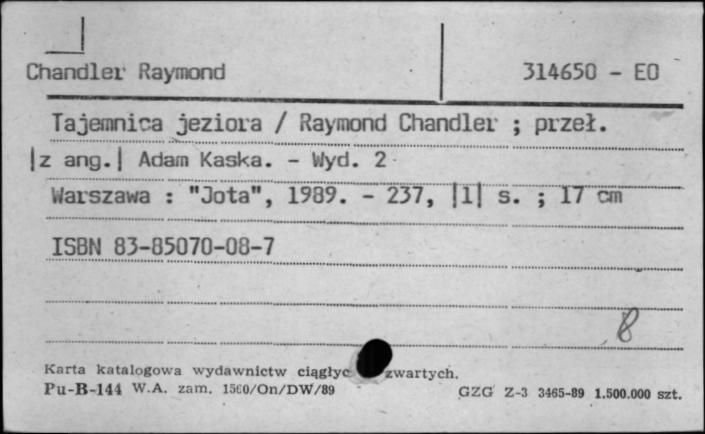 Chandler Raymond 314650 - EO
Tajemnica jeziora / Raymond Chandler ; przeł.
|z ang.| Adam Kaska. - Wyd. 2
Warszawa : "Jota", 1989. - 237, |1| s. ; 17 cm
ISBN 83-85070-08-7
8
Karta katalogowa wydawnictw ciągłyc zwartych.
Pu-B-144 W.A. zam. 1560/On/DW/89 GZG Z-3 3465-89 1.500.000 szt.